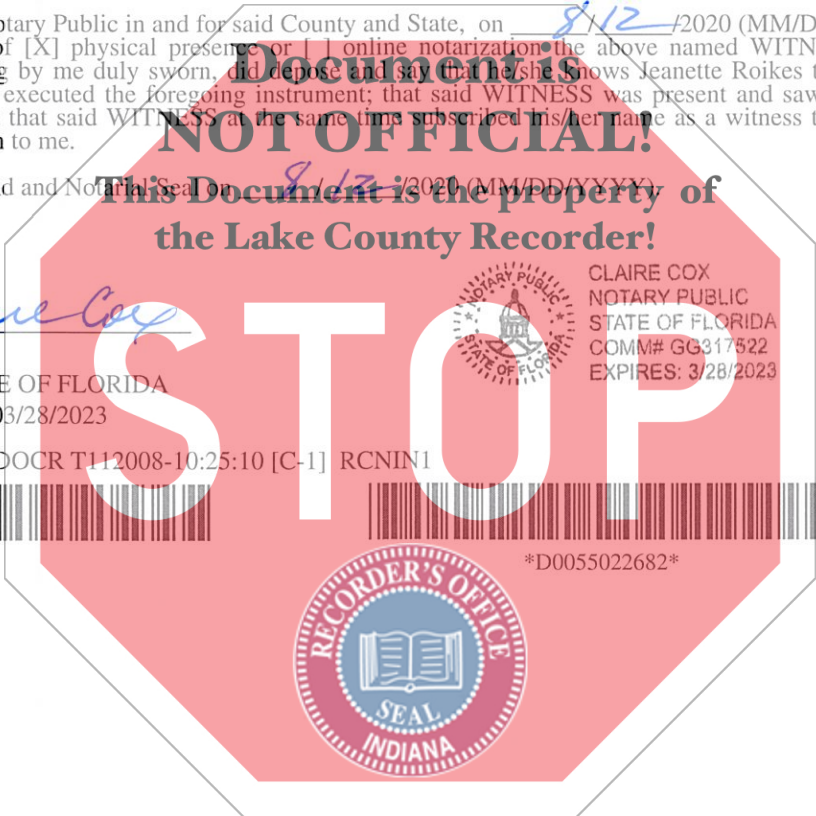 tary Public in and for said County and State, on 8/12/2020 (MM/D
of [X] physical presence or [ ] online notarization the above named WITN
g by me duly sworn, did depose and say that he/she knows Jeanette Roikes t
executed the foregoing instrument; that said WITNESS was present and saw
that said WITNESS at the same time subscribed his/her name as a witness t
n to me.
d and Notarial Seal on 8/12/2020 (MM/DD/YYYY)
Document is
NOT OFFICIAL!
This Document is the property of
the Lake County Recorder!
Cox
NOTARY PUBLIC
STATE OF FLORIDA
CLAIRE COX
NOTARY PUBLIC
STATE OF FLORIDA
COMM# GG317522
EXPIRES: 3/28/2023
STOP
E OF FLORIDA
03/28/2023
DOCR T112008-10:25:10 [C-1] RCNIN1
*D0055022682*
RECORDER'S OFFICE
SEAL
INDIANA